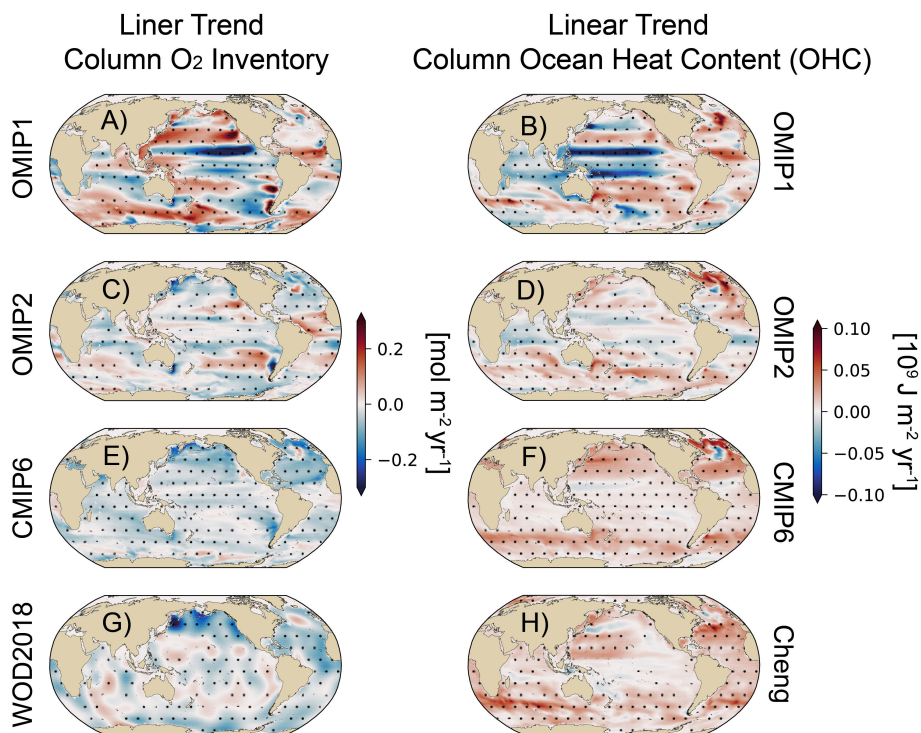 Liner Trend
Column O₂ Inventory
Linear Trend
Column Ocean Heat Content (OHC)
OMIP1
A)
B)
OMIP1
OMIP2
C)
D)
OMIP2
0.2
0.0
−0.2
[mol m⁻² yr⁻¹]
0.10
0.05
0.00
−0.05
−0.10
[10⁹ J m⁻² yr⁻¹]
CMIP6
E)
F)
CMIP6
WOD2018
G)
H)
Cheng